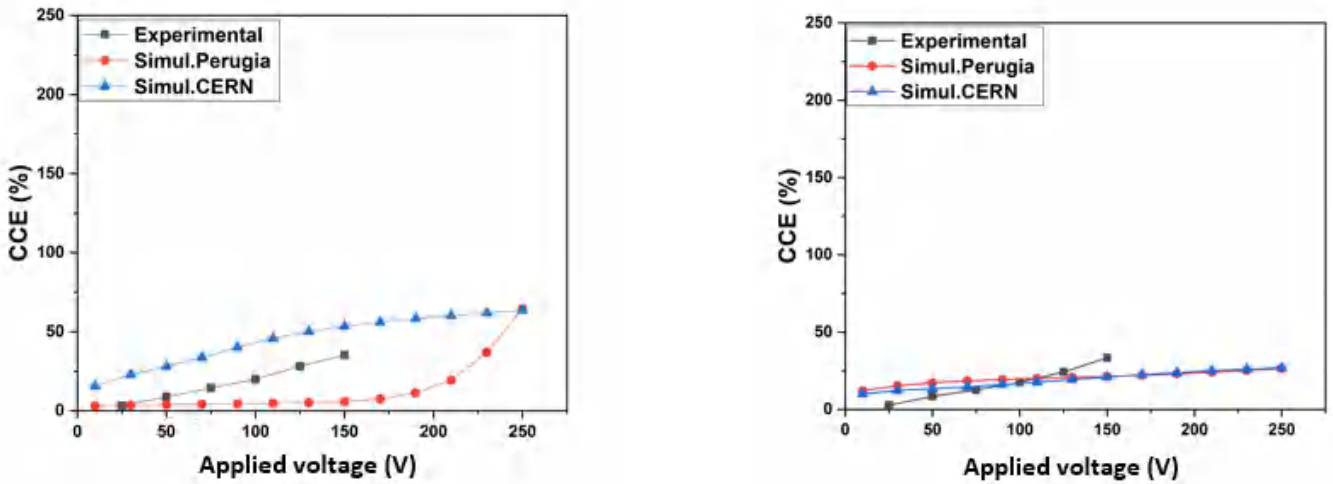 250
200
150
100
50
0
CCE (%)
Experimental
Simul.Perugia
Simul.CERN
0 50 100 150 200 250
Applied voltage (V)
250
200
150
100
50
0
CCE (%)
Experimental
Simul.Perugia
Simul.CERN
0 50 100 150 200 250
Applied voltage (V)